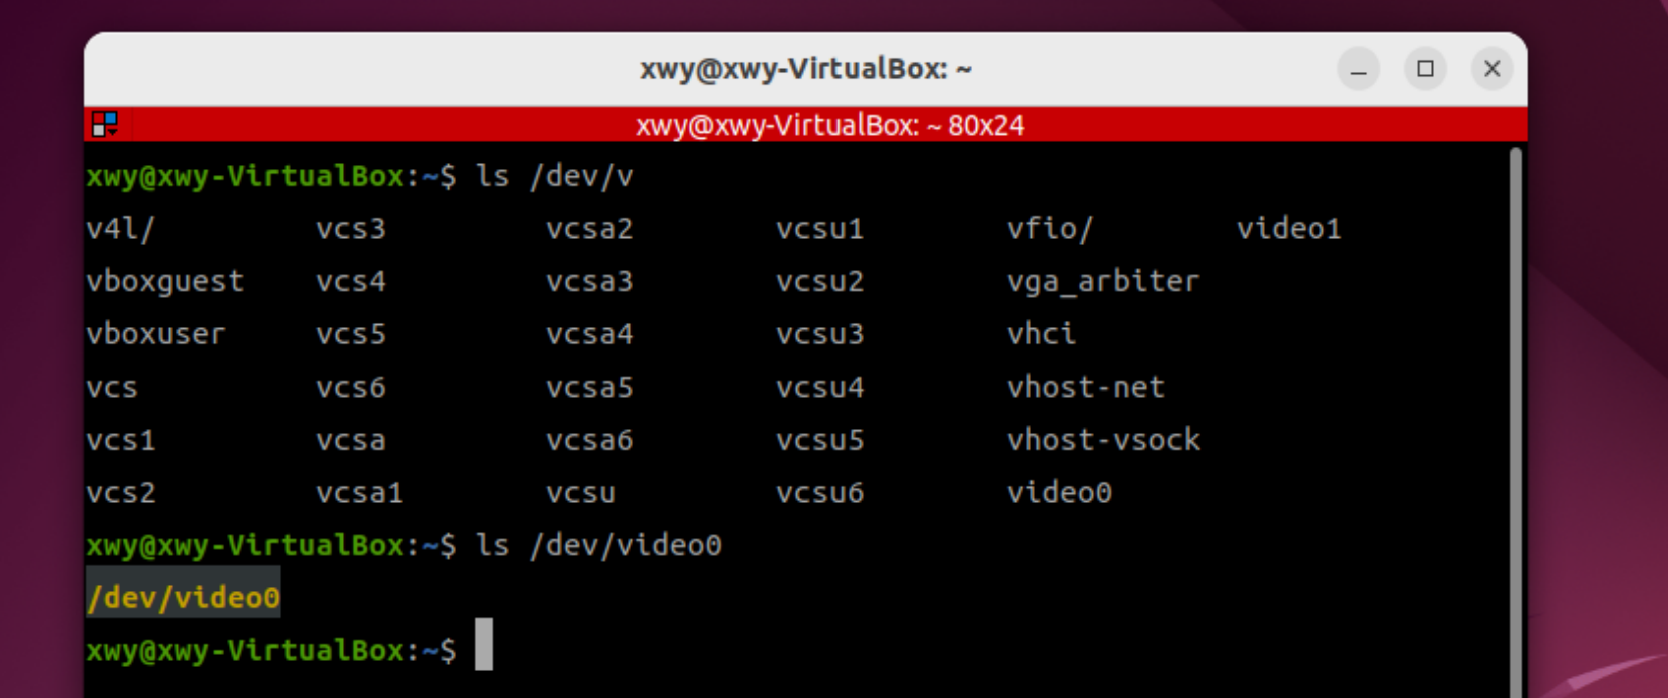 xwy@xwy-VirtualBox: ~
xwy@xwy-VirtualBox: ~ 80x24
xwy@xwy-VirtualBox:~$ ls /dev/v
v4l/ vcs3 vcsa2 vcsu1 vfio/ video1
vboxguest vcs4 vcsa3 vcsu2 vga_arbiter
vboxuser vcs5 vcsa4 vcsu3 vhci
vcs vcs6 vcsa5 vcsu4 vhost-net
vcs1 vcsa vcsa6 vcsu5 vhost-vsock
vcs2 vcsa1 vcsu vcsu6 video0
xwy@xwy-VirtualBox:~$ ls /dev/video0
/dev/video0
xwy@xwy-VirtualBox:~$